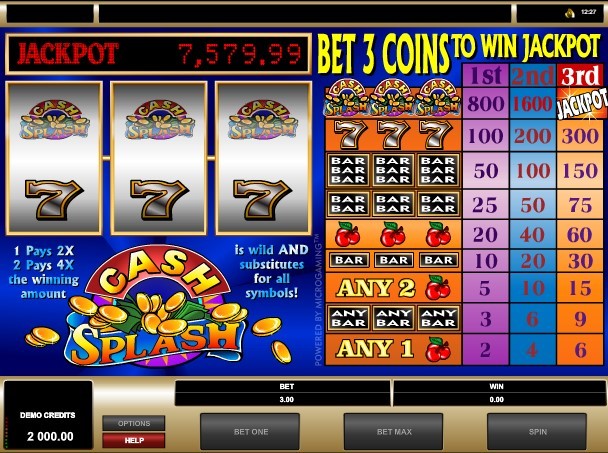 12:27
JACKPOT 7,579.99
BET 3 COINS TO WIN JACKPOT
1st 2nd 3rd
CASH SPLASH CASH SPLASH CASH SPLASH 800 1600 JACKPOT
7 7 7 100 200 300
BAR BAR BAR
BAR BAR BAR 50 100 150
BAR BAR BAR
BAR BAR BAR 25 50 75
BAR BAR BAR
20 40 60
BAR BAR BAR 10 20 30
ANY 2 5 10 15
ANY BAR ANY BAR ANY BAR 3 6 9
ANY 1 2 4 6
CASH SPLASH CASH SPLASH CASH SPLASH
7 7 7
1 Pays 2X
2 Pays 4X
the winning
amount
CASH
SPLASH
is wild AND
substitutes
for all
symbols!
POWERED BY MICROGAMING™
DEMO CREDITS
2 000.00
OPTIONS
HELP
BET
3.00
WIN
0.00
BET ONE
BET MAX
SPIN